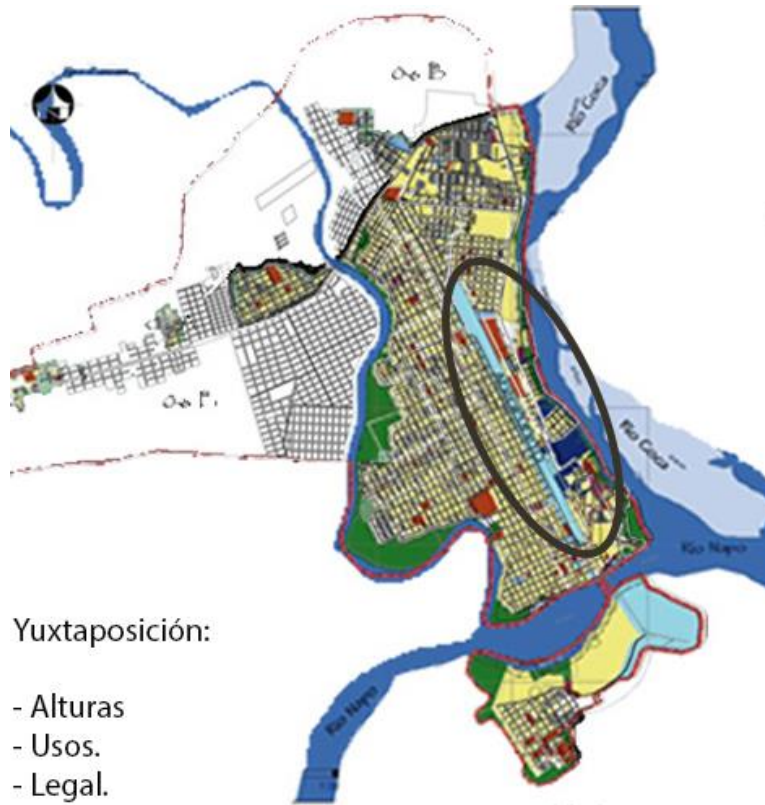 Río Coca
Río Coca
Río Napo
Río Napo
Yuxtaposición:
- Alturas
- Usos.
- Legal.